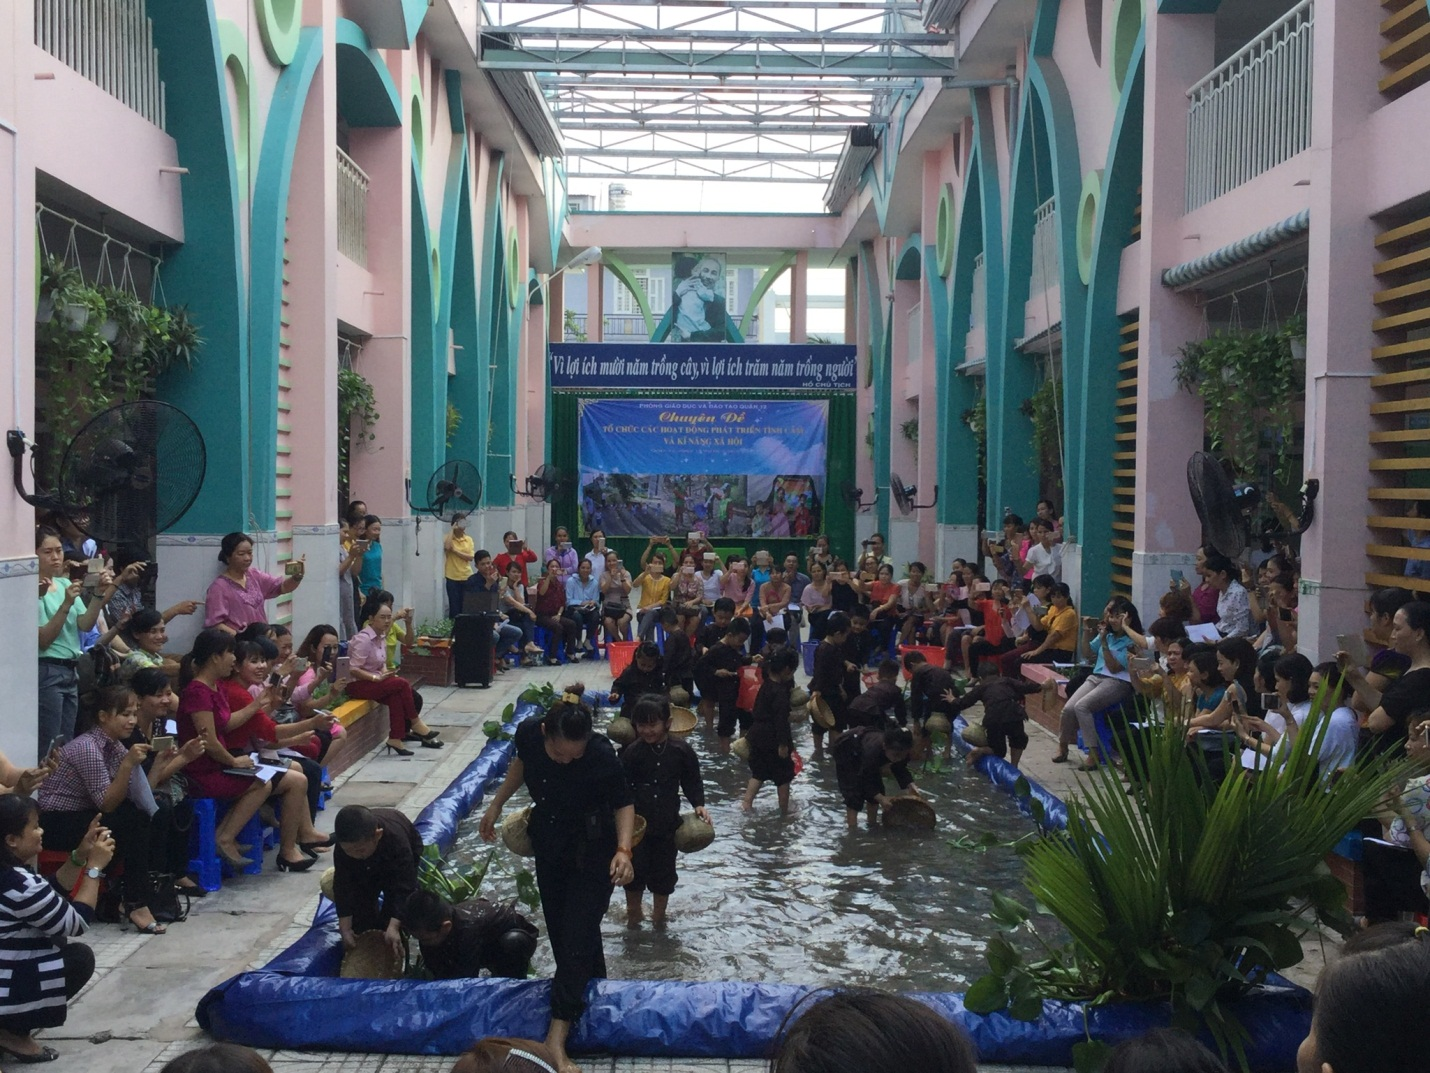 "Vì lợi ích mười năm trồng cây, vì lợi ích trăm năm trồng người"
HỒ CHỦ TỊCH
PHÒNG GIÁO DỤC VÀ ĐÀO TẠO QUẬN 12
Chuyên Đề
TỔ CHỨC CÁC HOẠT ĐỘNG PHÁT TRIỂN TÌNH CẢM
VÀ KĨ NĂNG XÃ HỘI